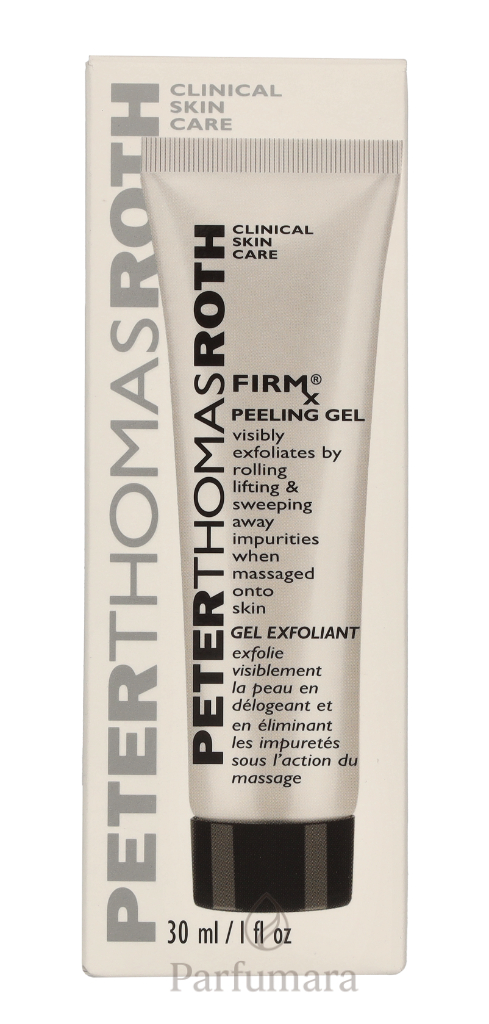 CLINICAL
SKIN
CARE
PETERTHOMASROTH
CLINICAL
SKIN
CARE
PETERTHOMASROTH
FIRMX®
PEELING GEL
visibly
exfoliates by
rolling
lifting &
sweeping
away
impurities
when
massaged
onto
skin
GEL EXFOLIANT
exfolie
visiblement
la peau en
délogeant et
en éliminant
les impuretés
sous l'action du
massage
30 ml / 1 fl oz
Parfumara